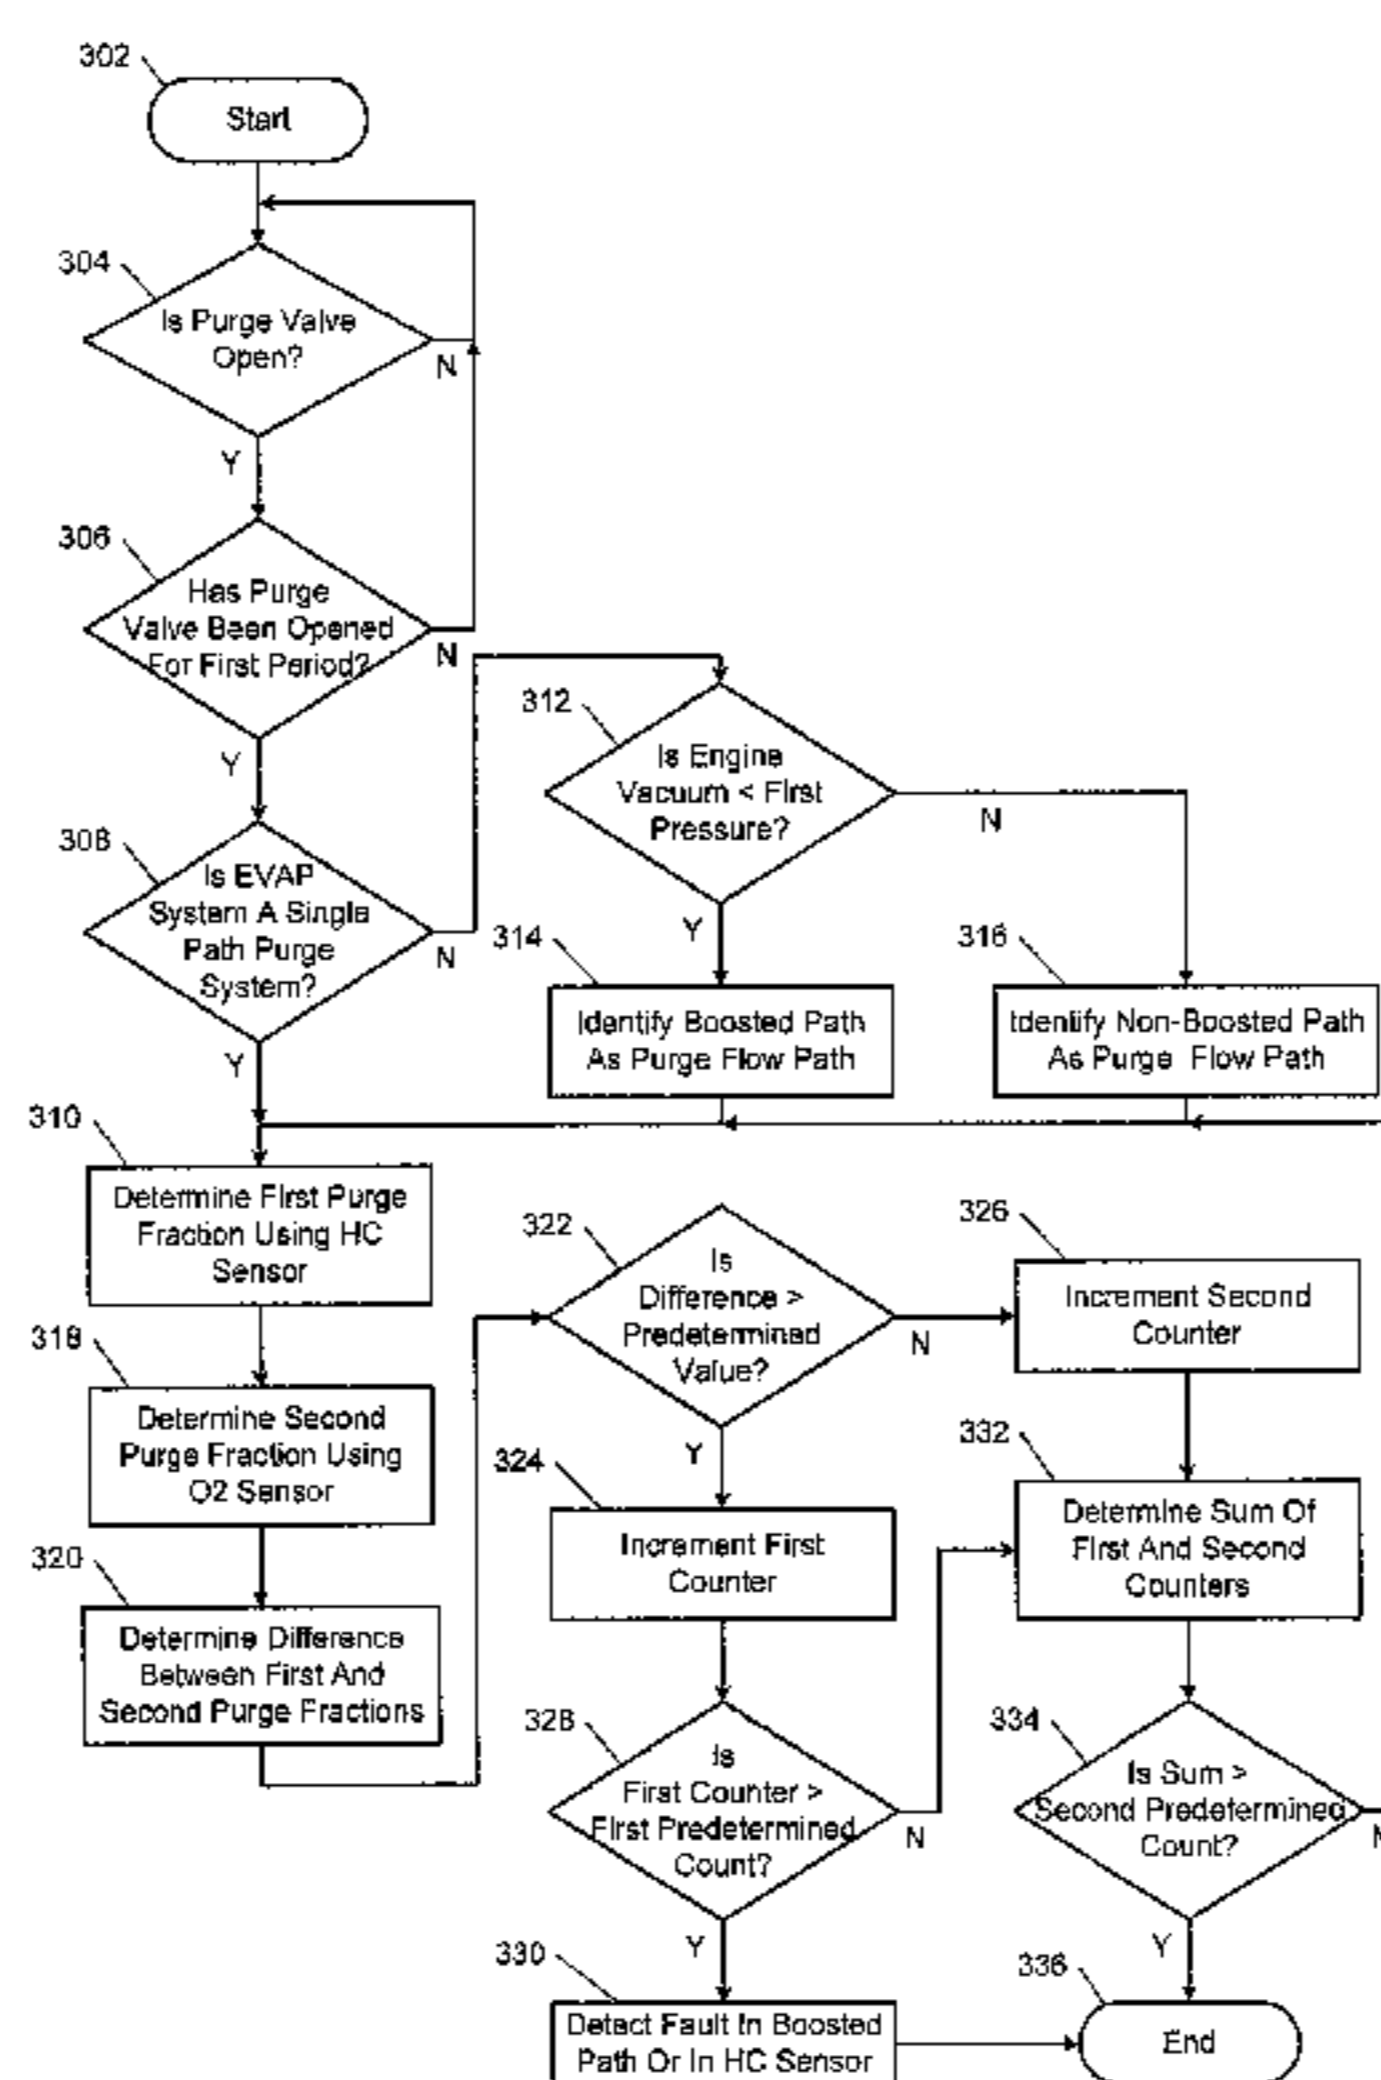 302
Start
304
Is Purge Valve
Open?
N
Y
306
Has Purge
Valve Been Opened
For First Period?
N
Y
308
Is EVAP
System A Single
Path Purge
System?
N
Y
312
Is Engine
Vacuum < First
Pressure?
N
Y
314
Identify Boosted Path
As Purge Flow Path
316
Identify Non-Boosted Path
As Purge Flow Path
310
Determine First Purge
Fraction Using HC
Sensor
318
Determine Second
Purge Fraction Using
O2 Sensor
320
Determine Difference
Between First And
Second Purge Fractions
322
Is
Difference >
Predetermined
Value?
N
Y
324
Increment First
Counter
326
Increment Second
Counter
332
Determine Sum Of
First And Second
Counters
328
Is
First Counter >
First Predetermined
Count?
N
Y
334
Is Sum >
Second Predetermined
Count?
N
Y
330
Detect Fault In Boosted
Path Or In HC Sensor
336
End